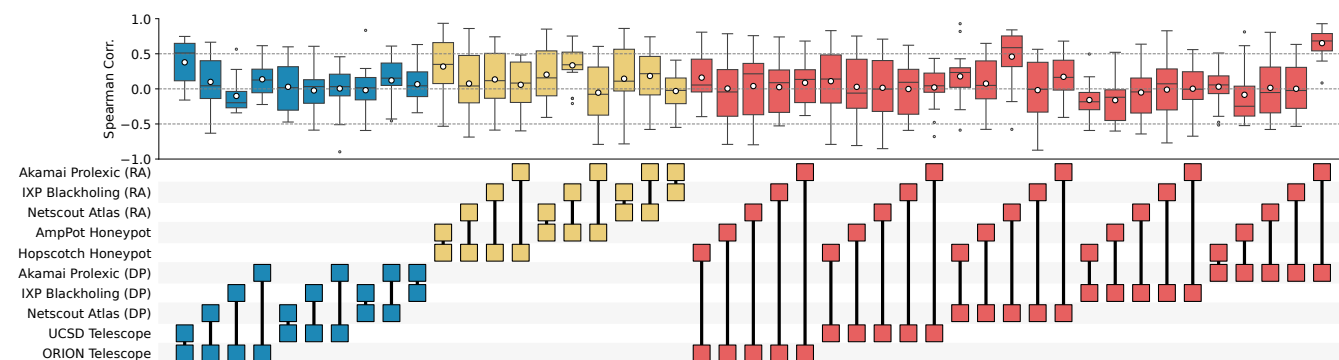 1.0
0.5
0.0
−0.5
−1.0
Spearman Corr.
Akamai Prolexic (RA)
IXP Blackholing (RA)
Netscout Atlas (RA)
AmpPot Honeypot
Hopscotch Honeypot
Akamai Prolexic (DP)
IXP Blackholing (DP)
Netscout Atlas (DP)
UCSD Telescope
ORION Telescope